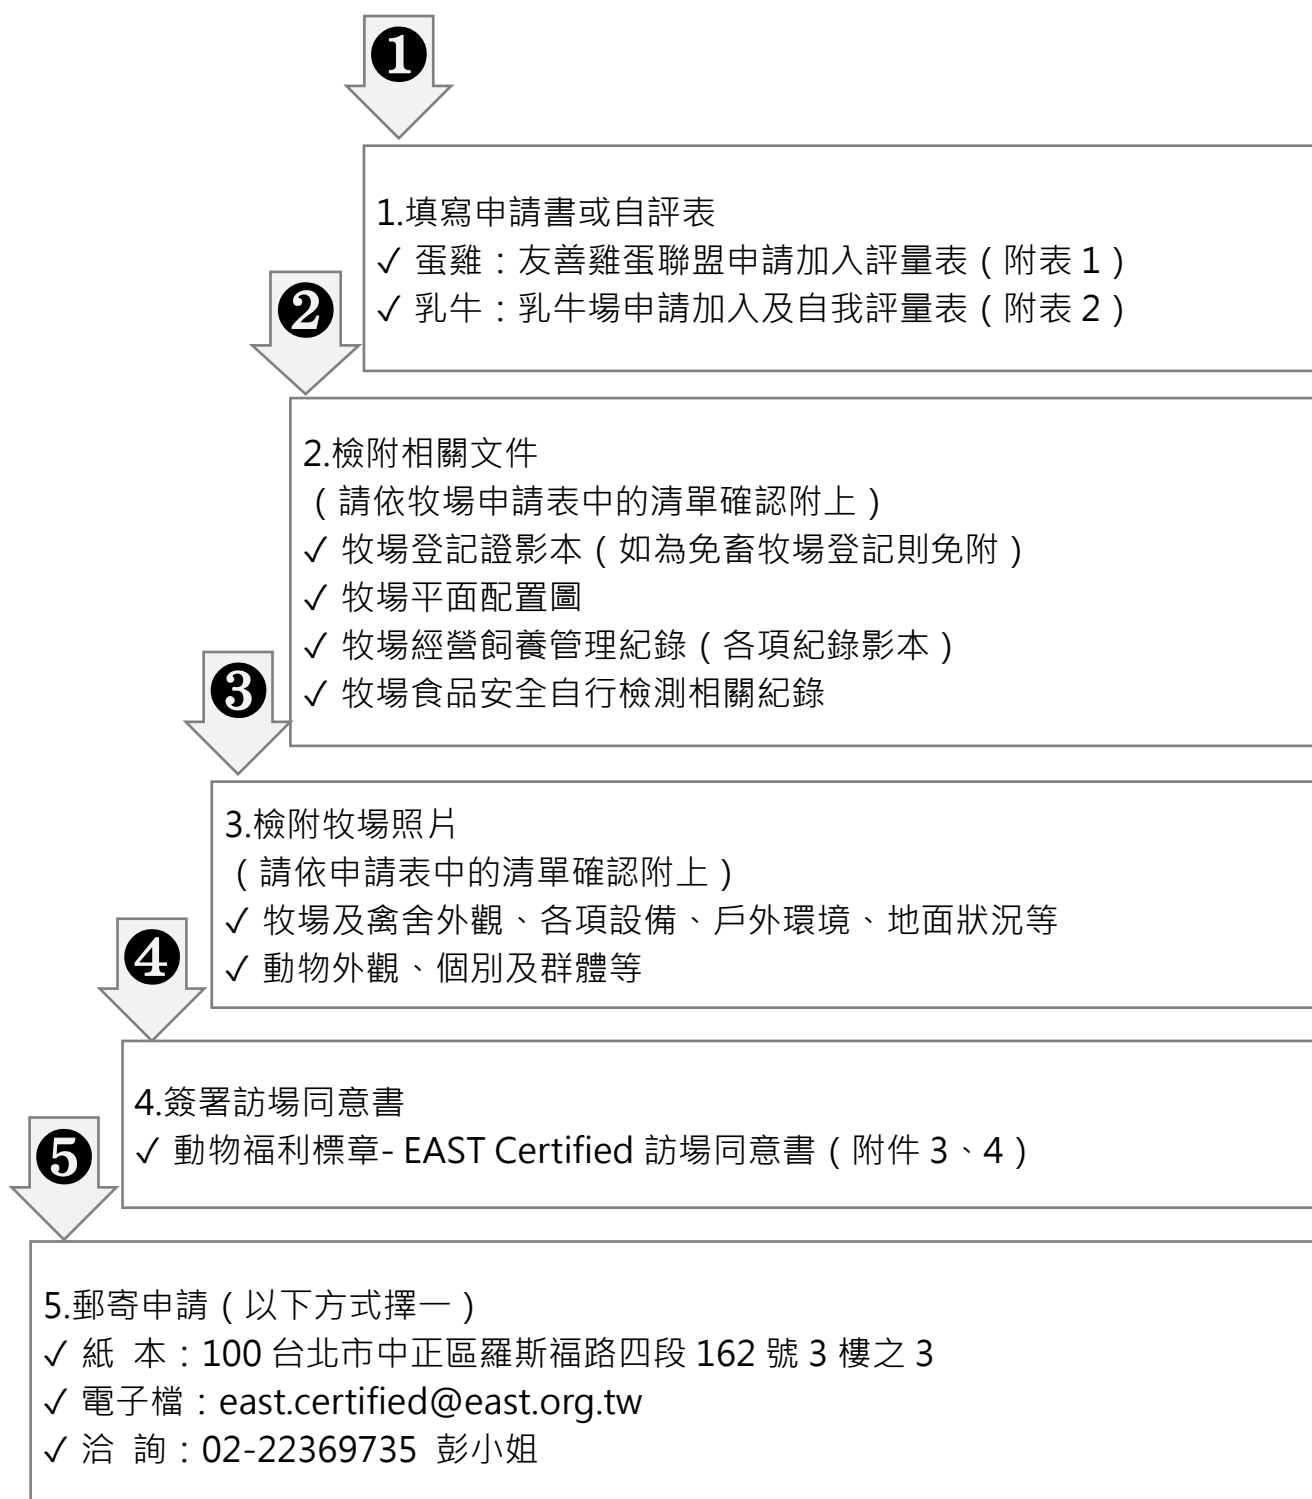 ❶
1.填寫申請書或自評表
✓ 蛋雞：友善雞蛋聯盟申請加入評量表（附表 1）
✓ 乳牛：乳牛場申請加入及自我評量表（附表 2）
❷
2.檢附相關文件
（請依牧場申請表中的清單確認附上）
✓ 牧場登記證影本（如為免畜牧場登記則免附）
✓ 牧場平面配置圖
✓ 牧場經營飼養管理紀錄（各項紀錄影本）
✓ 牧場食品安全自行檢測相關紀錄
❸
3.檢附牧場照片
（請依申請表中的清單確認附上）
✓ 牧場及禽舍外觀、各項設備、戶外環境、地面狀況等
✓ 動物外觀、個別及群體等
❹
4.簽署訪場同意書
✓ 動物福利標章- EAST Certified 訪場同意書（附件 3、4）
❺
5.郵寄申請（以下方式擇一）
✓ 紙 本：100 台北市中正區羅斯福路四段 162 號 3 樓之 3
✓ 電子檔：east.certified@east.org.tw
✓ 洽 詢：02-22369735 彭小姐